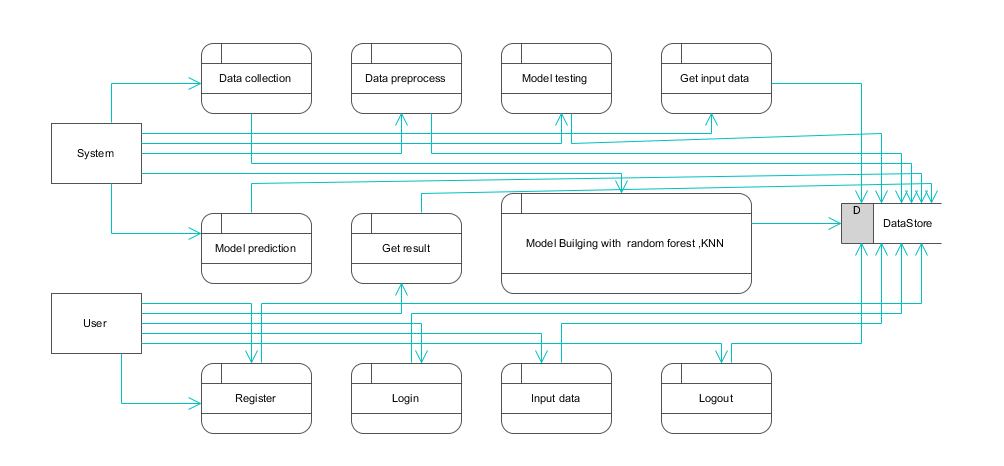 Data collection
Data preprocess
Model testing
Get input data
System
D
DataStore
Model prediction
Get result
Model Builging with random forest ,KNN
User
Register
Login
Input data
Logout